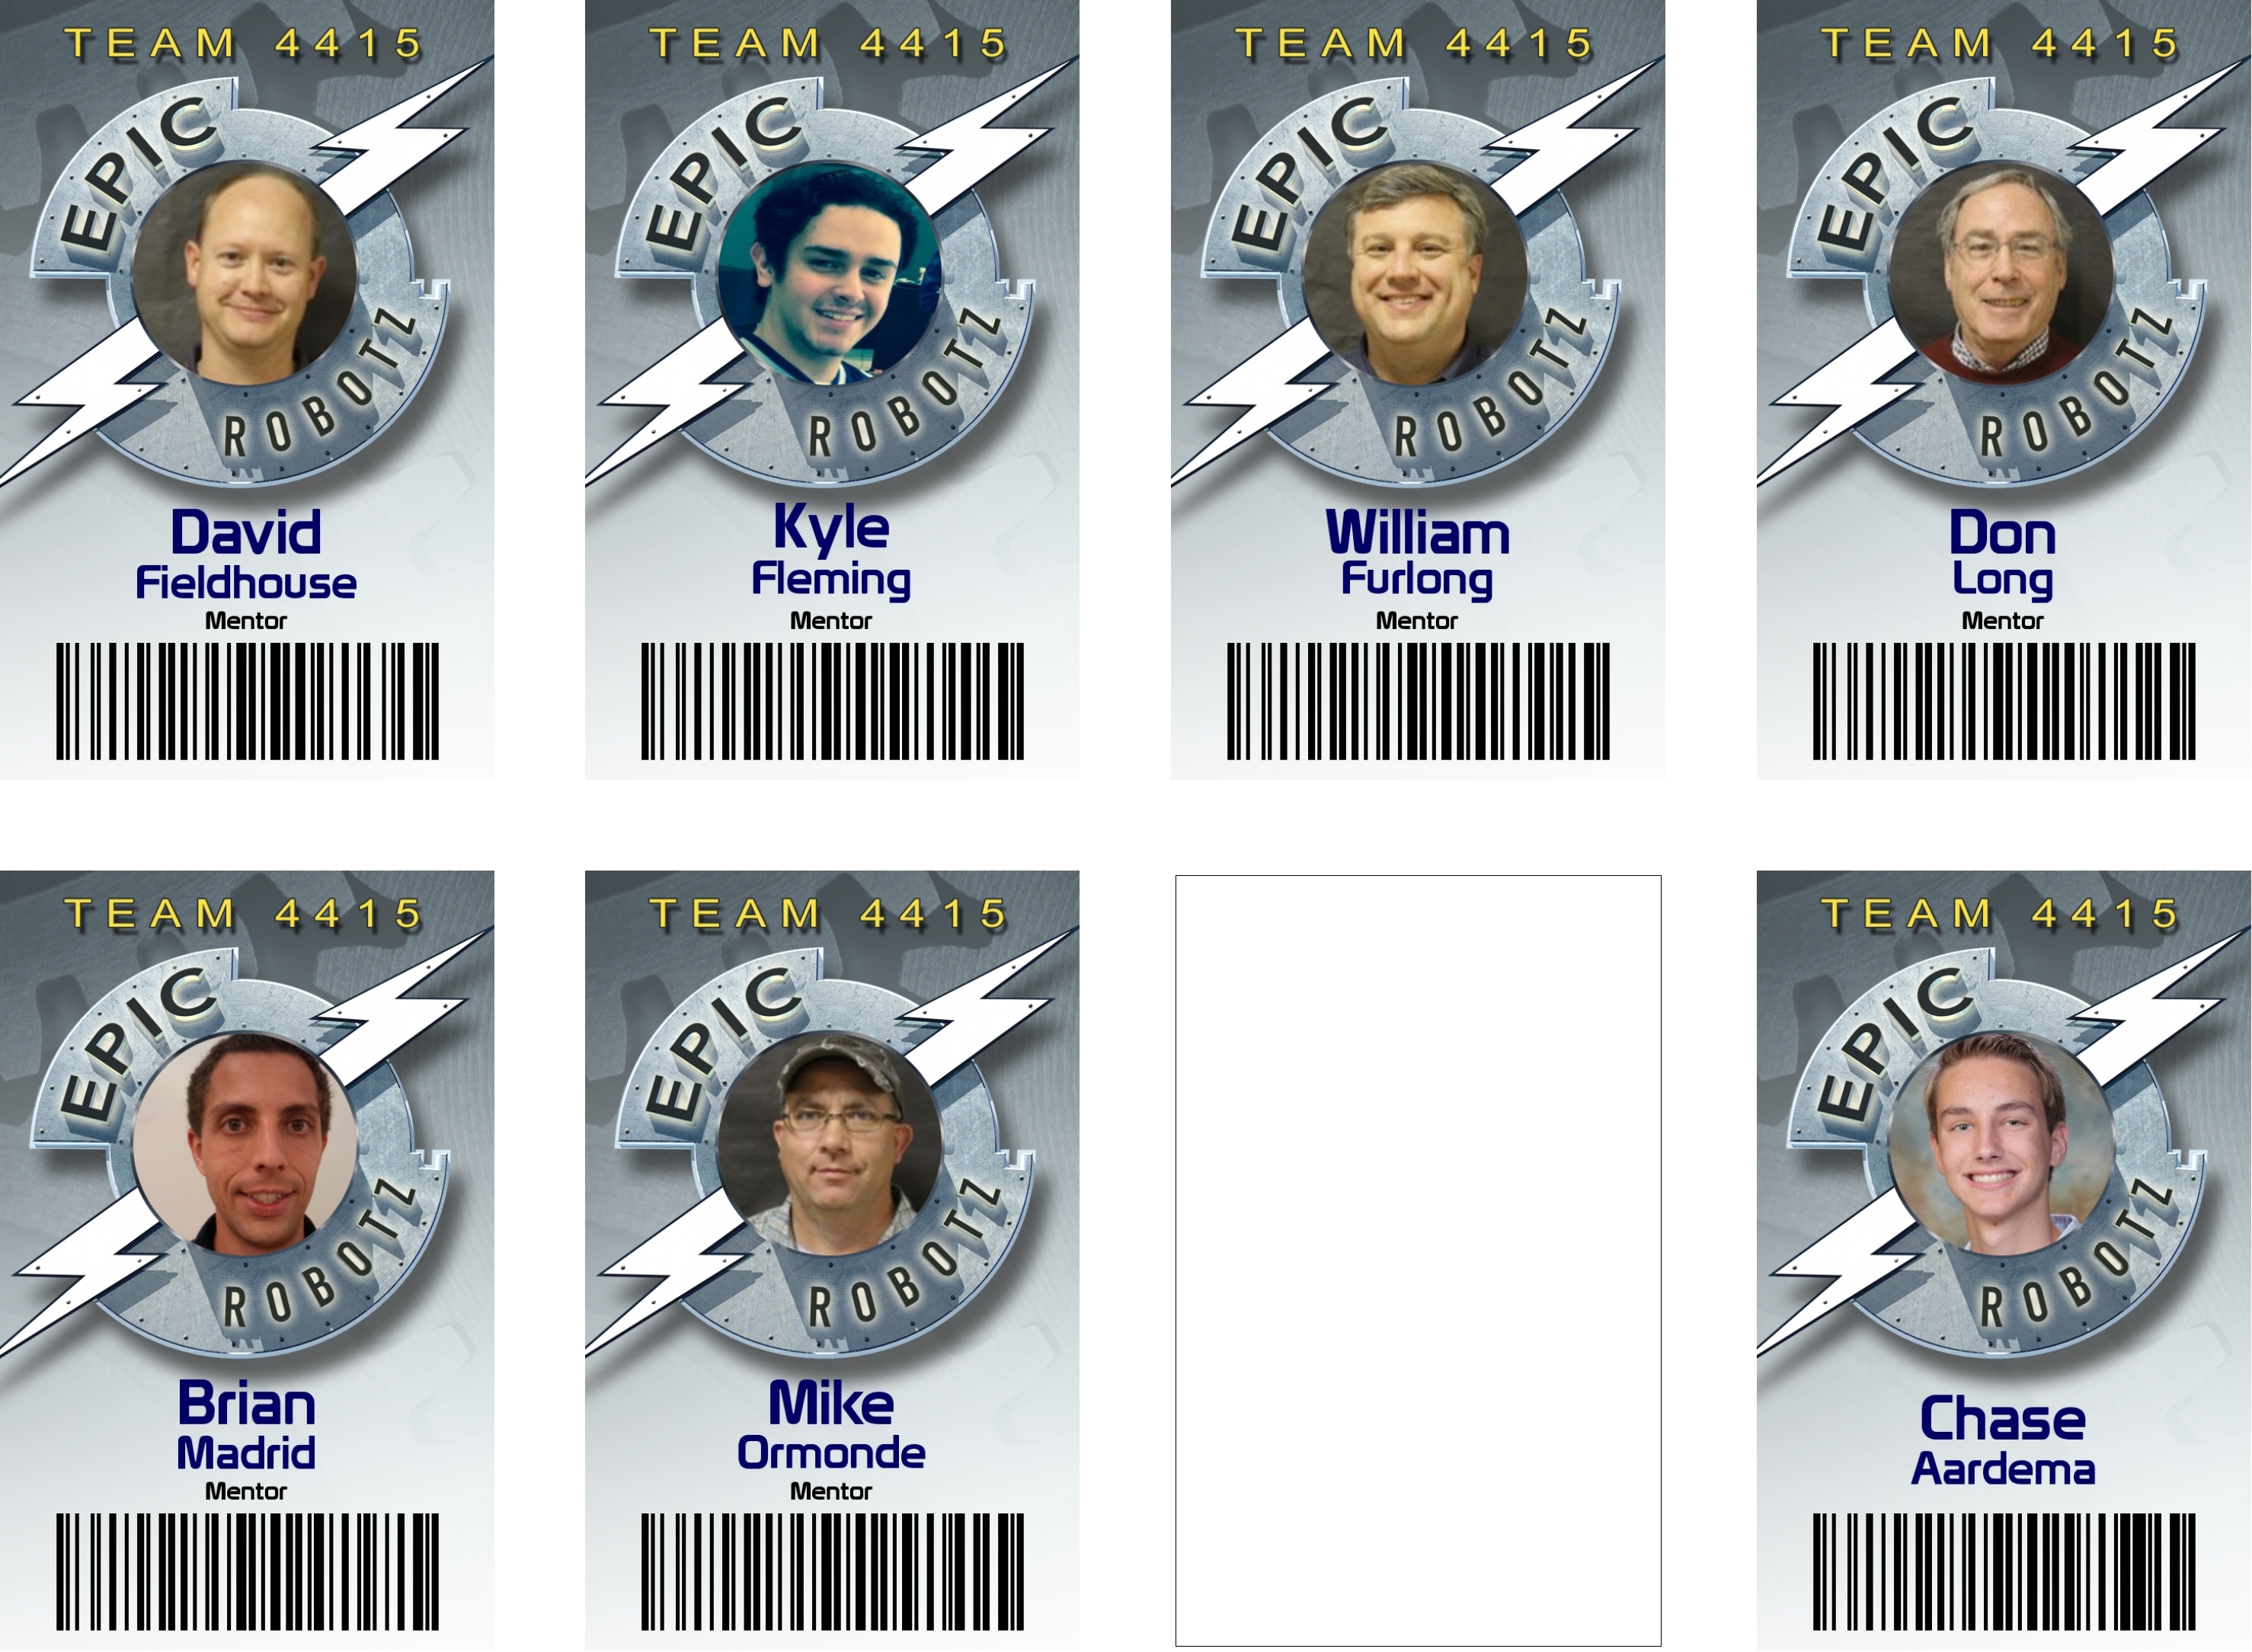 TEAM 4415
EPIC
ROBOTZ
David
Fieldhouse
Mentor
TEAM 4415
EPIC
ROBOTZ
Kyle
Fleming
Mentor
TEAM 4415
EPIC
ROBOTZ
William
Furlong
Mentor
TEAM 4415
EPIC
ROBOTZ
Don
Long
Mentor
TEAM 4415
EPIC
ROBOTZ
Brian
Madrid
Mentor
TEAM 4415
EPIC
ROBOTZ
Mike
Ormonde
Mentor
TEAM 4415
EPIC
ROBOTZ
Chase
Aardema